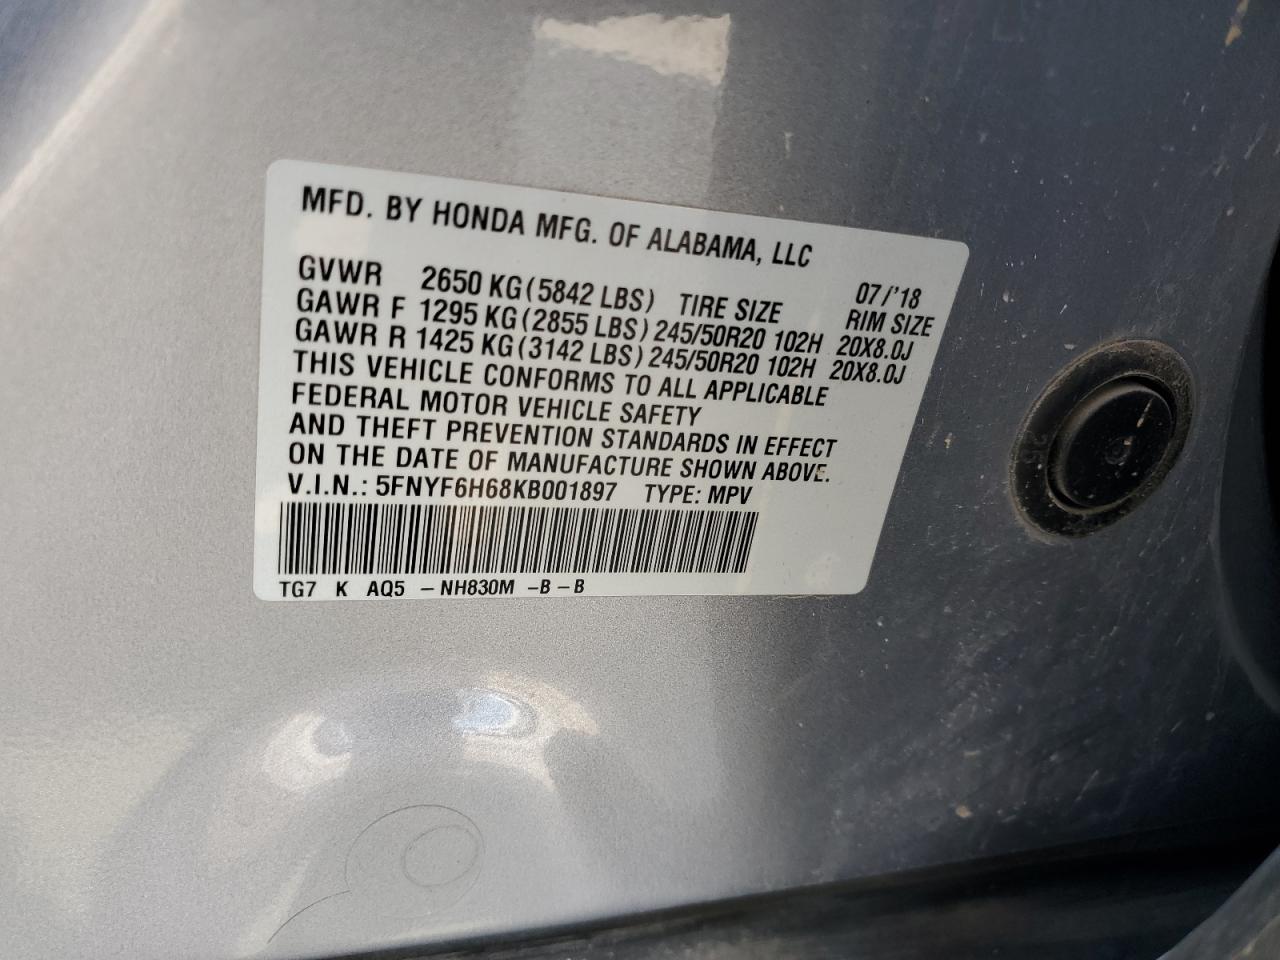 MFD. BY HONDA MFG. OF ALABAMA, LLC
07/'18
GVWR 2650 KG (5842 LBS) TIRE SIZE RIM SIZE
GAWR F 1295 KG (2855 LBS) 245/50R20 102H 20X8.0J
GAWR R 1425 KG (3142 LBS) 245/50R20 102H 20X8.0J
THIS VEHICLE CONFORMS TO ALL APPLICABLE
FEDERAL MOTOR VEHICLE SAFETY
AND THEFT PREVENTION STANDARDS IN EFFECT
ON THE DATE OF MANUFACTURE SHOWN ABOVE.
V.I.N.: 5FNYF6H68KB001897 TYPE: MPV
TG7 K AQ5 – NH830M – B – B